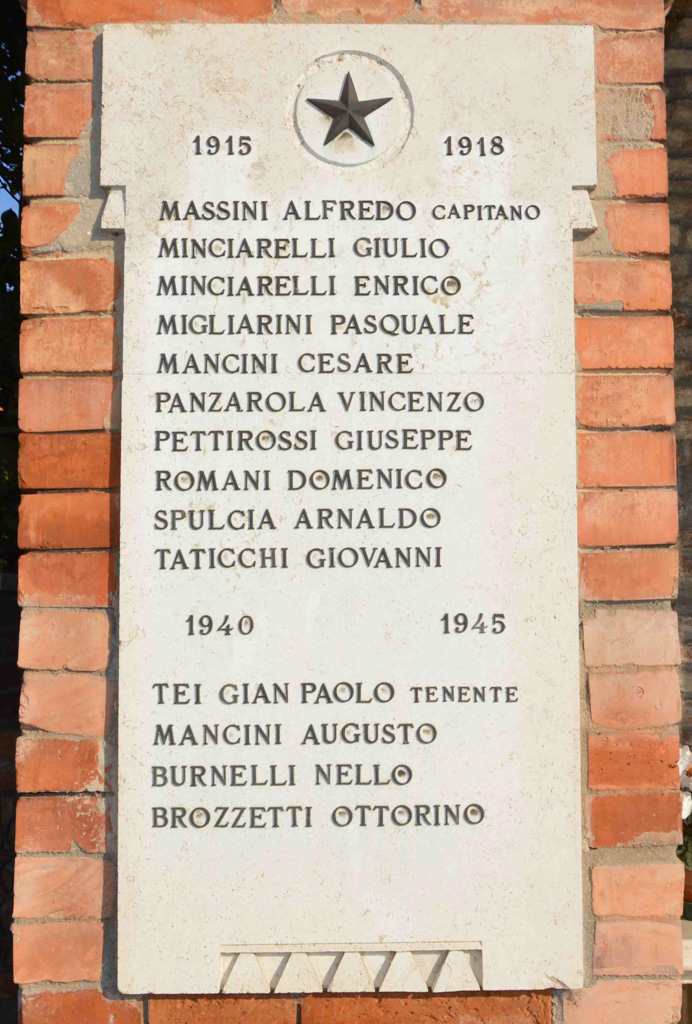 1915 1918
MASSINI ALFREDO CAPITANO
MINCIARELLI GIULIO
MINCIARELLI ENRICO
MIGLIARINI PASQUALE
MANCINI CESARE
PANZAROLA VINCENZO
PETTIROSSI GIUSEPPE
ROMANI DOMENICO
SPULCIA ARNALDO
TATICCHI GIOVANNI
1940 1945
TEI GIAN PAOLO TENENTE
MANCINI AUGUSTO
BURNELLI NELLO
BROZZETTI OTTORINO